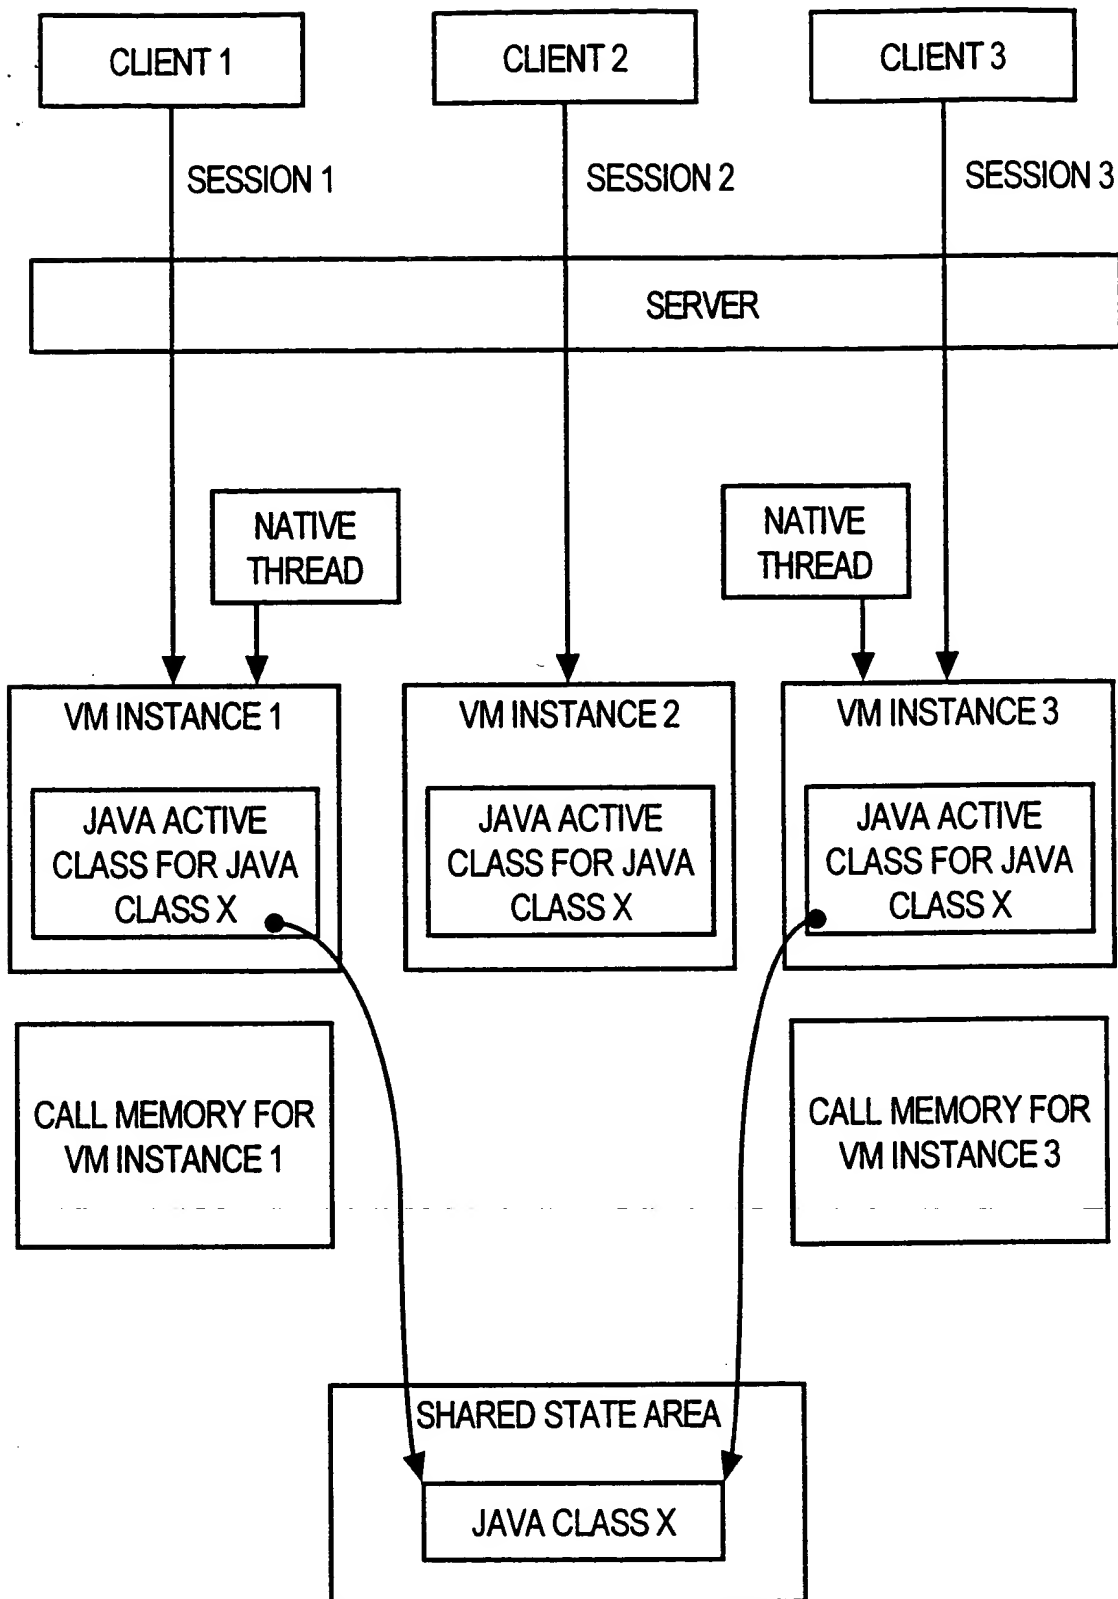 CLIENT 1
CLIENT 2
CLIENT 3
SESSION 1
SESSION 2
SESSION 3
SERVER
NATIVE
THREAD
NATIVE
THREAD
VM INSTANCE 1
JAVA ACTIVE
CLASS FOR JAVA
CLASS X
VM INSTANCE 2
JAVA ACTIVE
CLASS FOR JAVA
CLASS X
VM INSTANCE 3
JAVA ACTIVE
CLASS FOR JAVA
CLASS X
CALL MEMORY FOR
VM INSTANCE 1
CALL MEMORY FOR
VM INSTANCE 3
SHARED STATE AREA
JAVA CLASS X